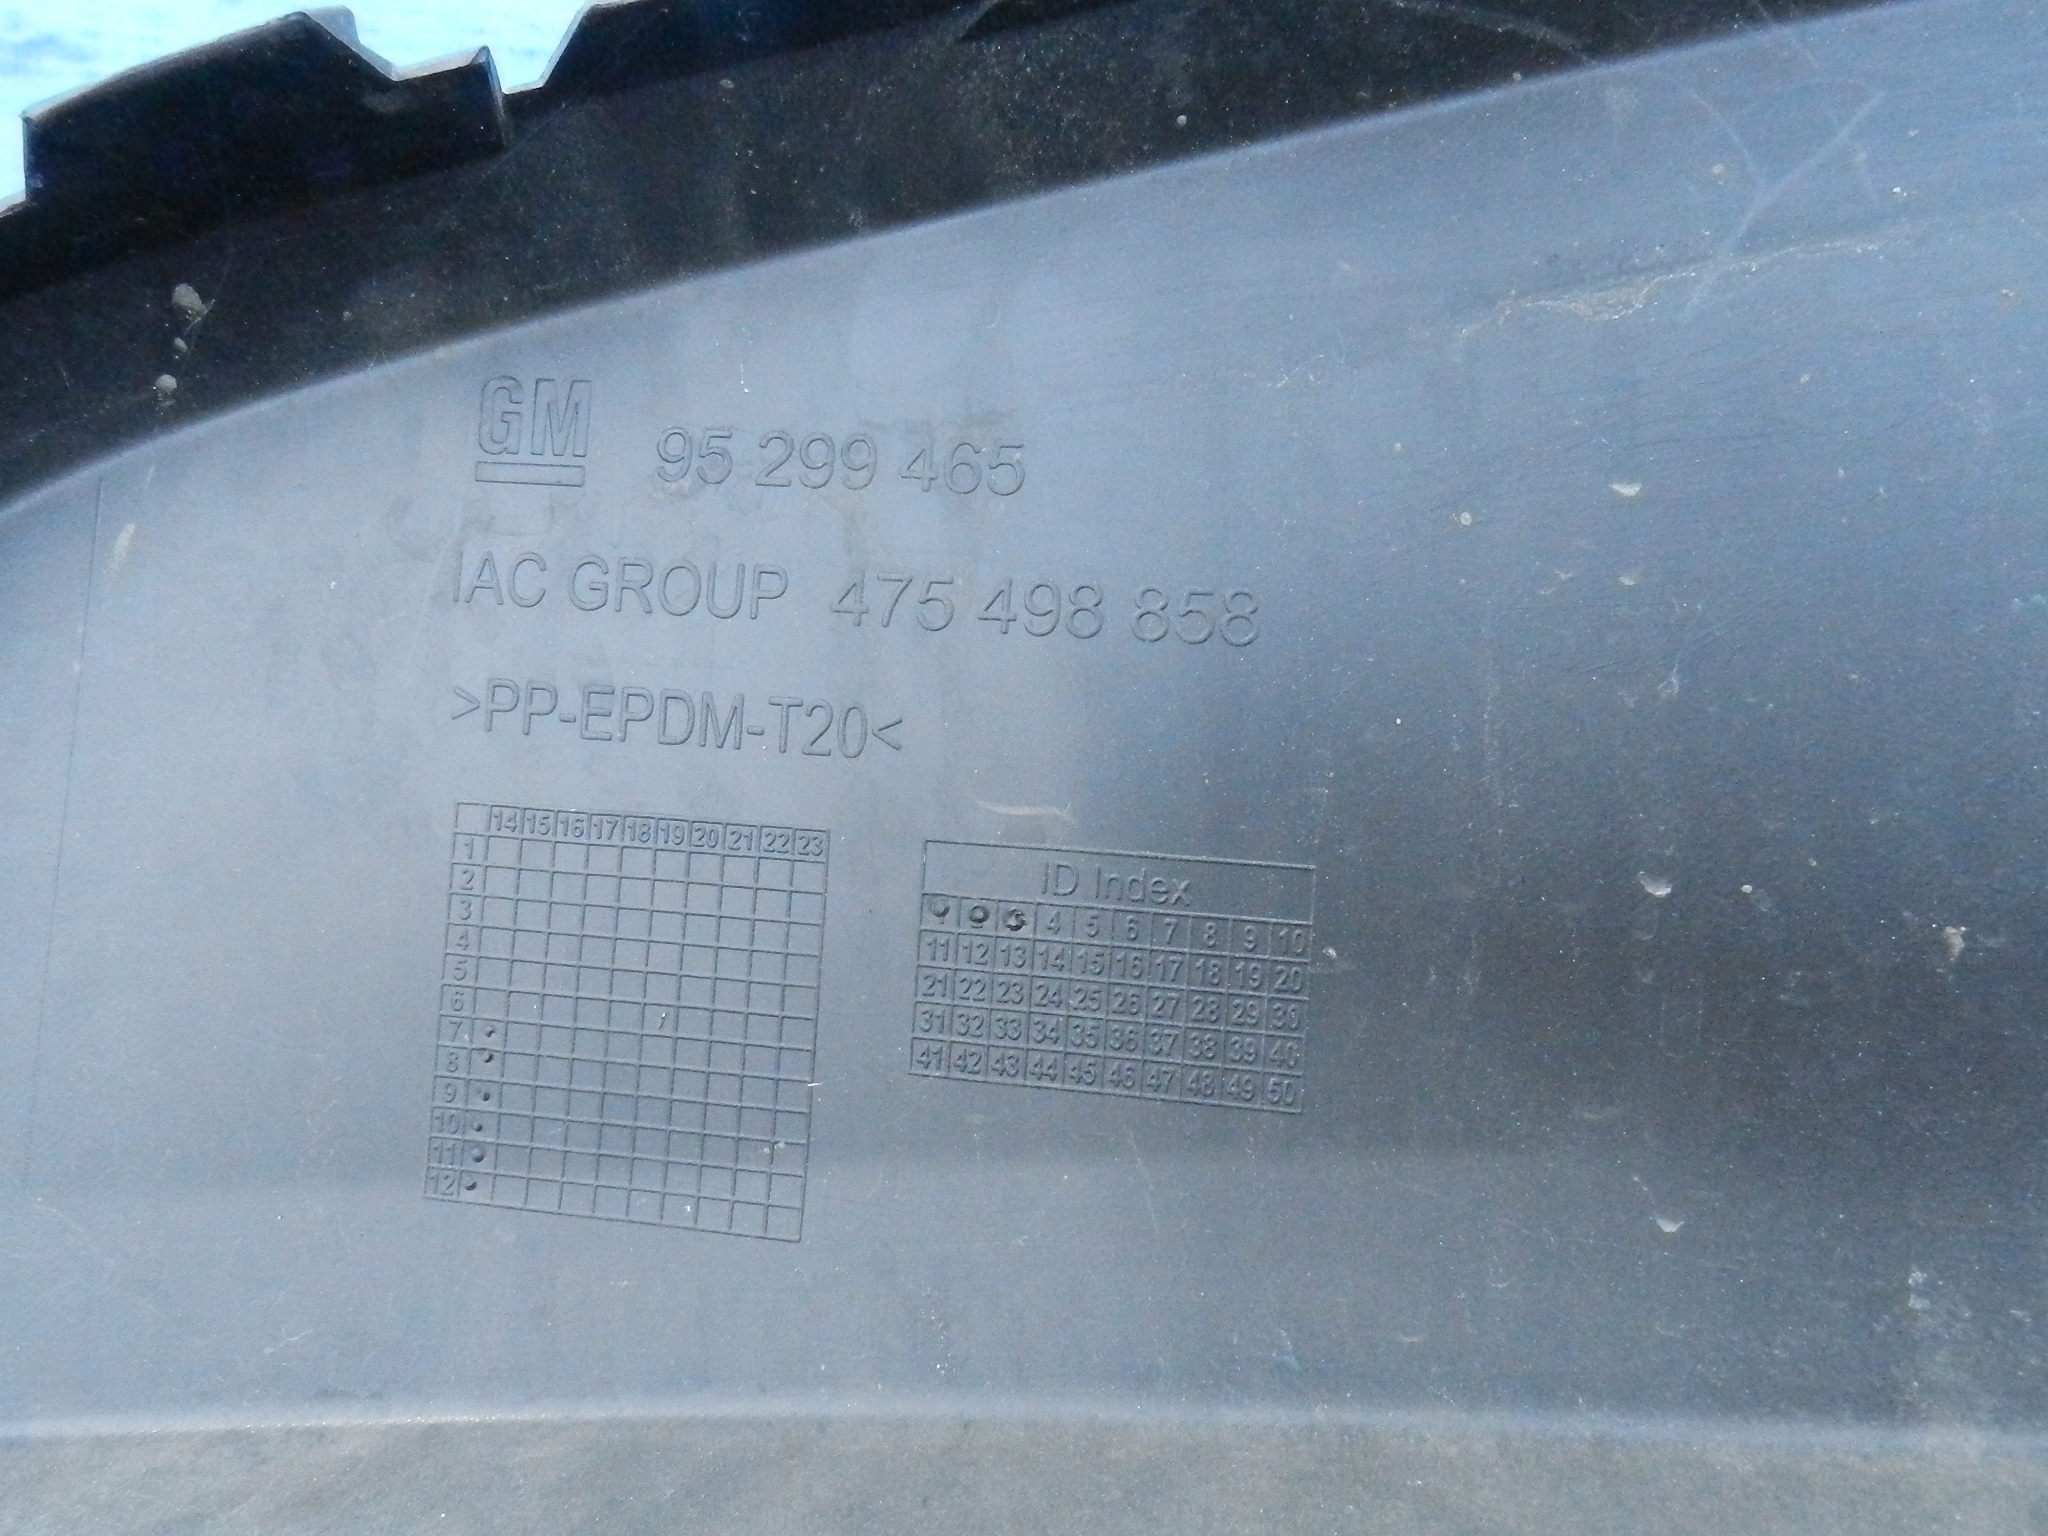 GM 95 299 465
IAC GROUP 475 498 858
>PP-EPDM-T20<
14 15 16 17 18 19 20 21 22 23
1
2
3
4
5
6
7
8
9
10
11
12
ID Index
4 5 6 7 8 9 10
11 12 13 14 15 16 17 18 19 20
21 22 23 24 25 26 27 28 29 30
31 32 33 34 35 36 37 38 39 40
41 42 43 44 45 46 47 48 49 50